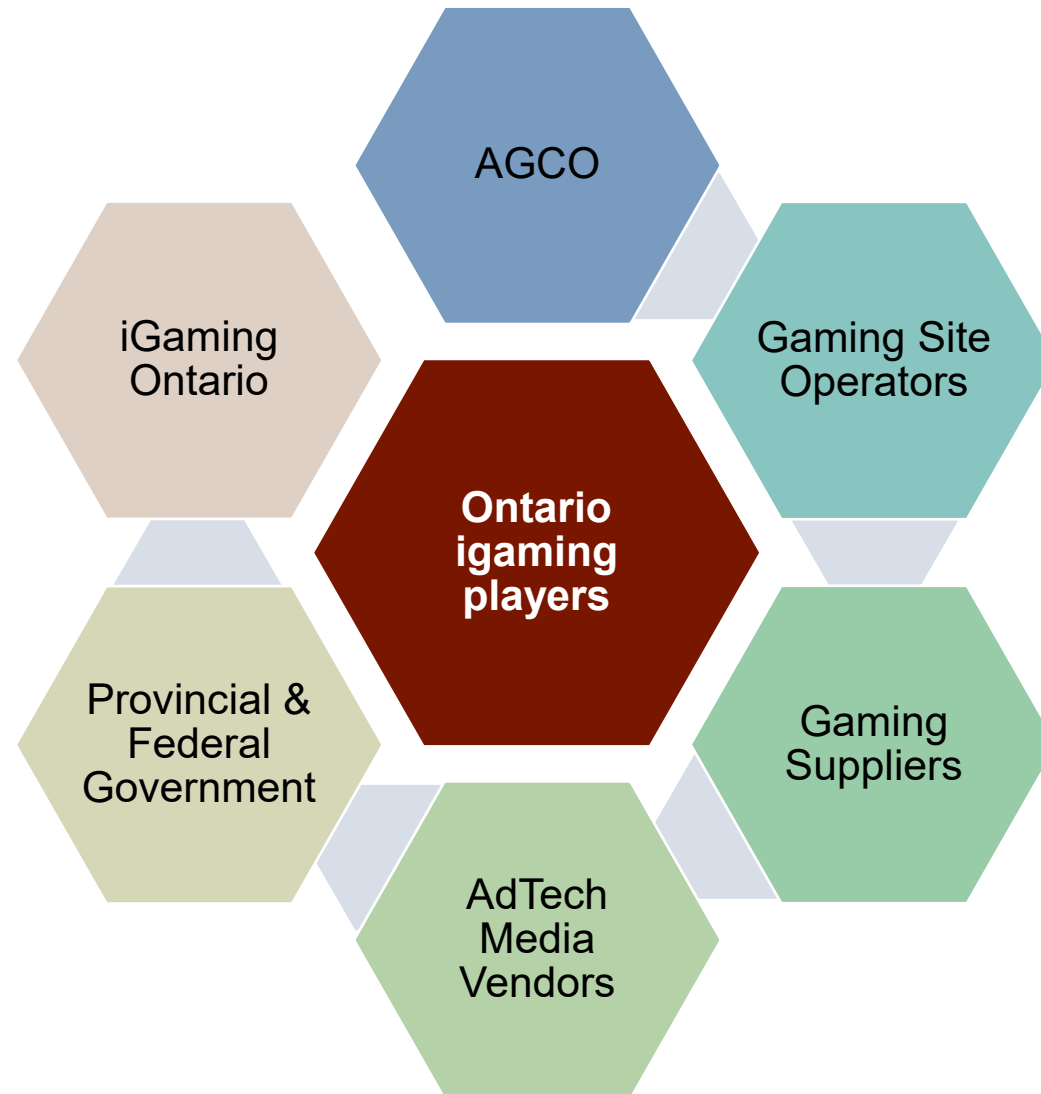 AGCO
iGaming
Ontario
Gaming Site
Operators
Ontario
igaming
players
Provincial &
Federal
Government
Gaming
Suppliers
AdTech
Media
Vendors